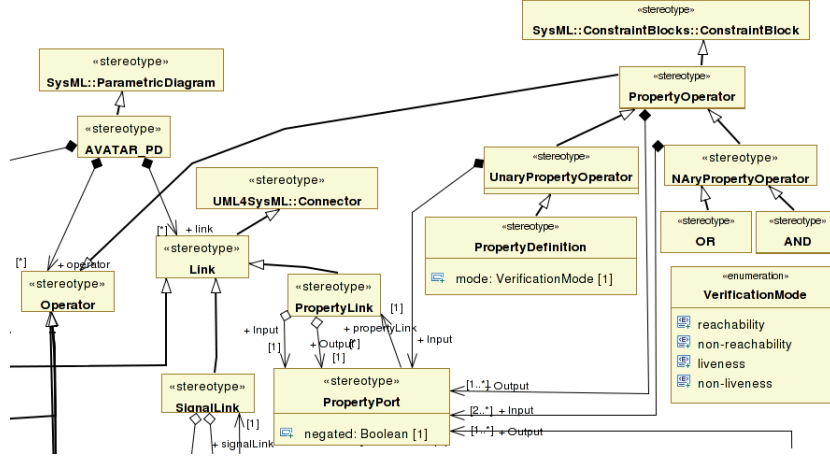 «stereotype»
SysML::ConstraintBlocks::ConstraintBlock
«stereotype»
SysML::ParametricDiagram
«stereotype»
PropertyOperator
«stereotype»
AVATAR_PD
«stereotype»
UnaryPropertyOperator
«stereotype»
NAryPropertyOperator
«stereotype»
UML4SysML::Connector
«stereotype»
OR
«stereotype»
AND
«stereotype»
PropertyDefinition
mode: VerificationMode [1]
[*]
+ link
«stereotype»
Link
[*]
+ operator
«stereotype»
Operator
«stereotype»
PropertyLink
[1]
«enumeration»
VerificationMode
reachability
non-reachability
liveness
non-liveness
+ Input
[1]
+ Output
[1]
+ propertyLink
[*]
+ Input
«stereotype»
SignalLink
[1]
+ signalLink
«stereotype»
PropertyPort
negated: Boolean [1]
[1..*]
+ Output
[2..*]
+ Input
[1..*]
+ Output